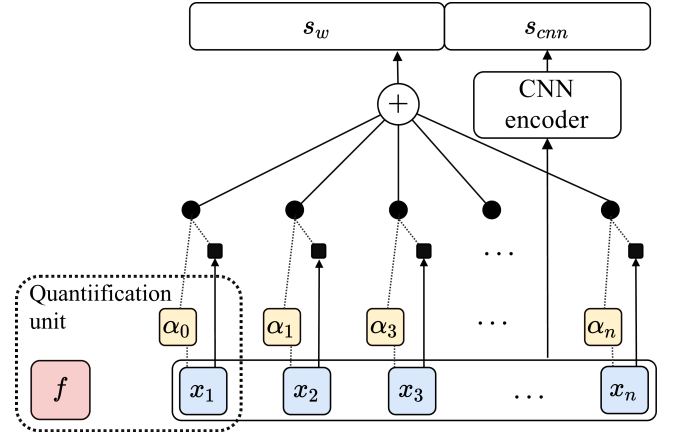 s_w s_cnn
CNN
encoder
+
...
Quantiification
unit
α_0 α_1 α_3 ... α_n
f x_1 x_2 x_3 ... x_n